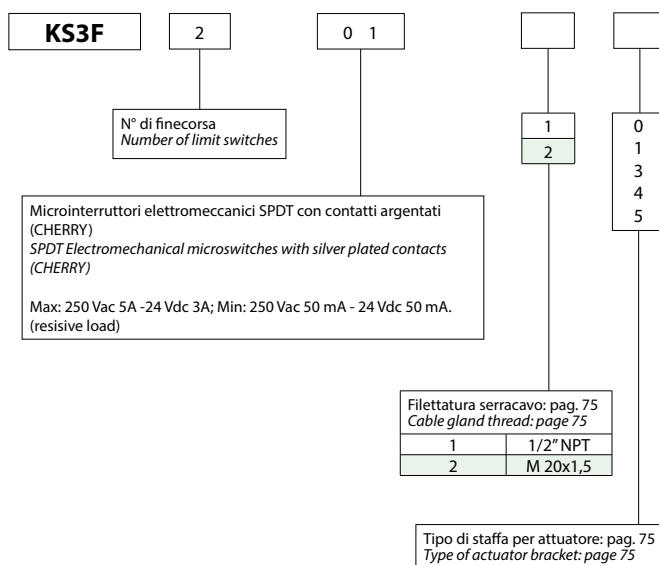 KS3F 2 0 1
N° di finecorsa
Number of limit switches
1
2
0
1
3
4
5
Microinterruttori elettromeccanici SPDT con contatti argentati
(CHERRY)
SPDT Electromechanical microswitches with silver plated contacts
(CHERRY)
Max: 250 Vac 5A -24 Vdc 3A; Min: 250 Vac 50 mA - 24 Vdc 50 mA.
(resisive load)
Filettatura serracavo: pag. 75
Cable gland thread: page 75
1 1/2” NPT
2 M 20x1,5
Tipo di staffa per attuatore: pag. 75
Type of actuator bracket: page 75